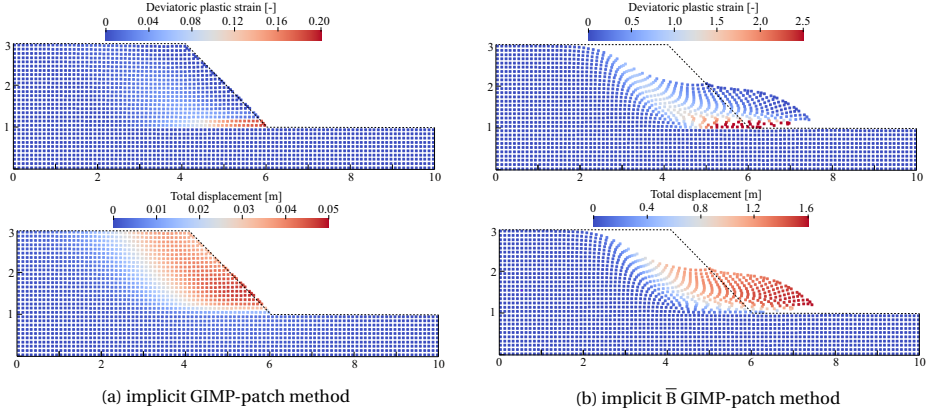 Deviatoric plastic strain [-]
0 0.04 0.08 0.12 0.16 0.20
3
2
1
0 2 4 6 8 10
Total displacement [m]
0 0.01 0.02 0.03 0.04 0.05
3
2
1
0 2 4 6 8 10
(a) implicit GIMP-patch method
Deviatoric plastic strain [-]
0 0.5 1.0 1.5 2.0 2.5
3
2
1
0 2 4 6 8 10
Total displacement [m]
0 0.4 0.8 1.2 1.6
3
2
1
0 2 4 6 8 10
(b) implicit B̅ GIMP-patch method